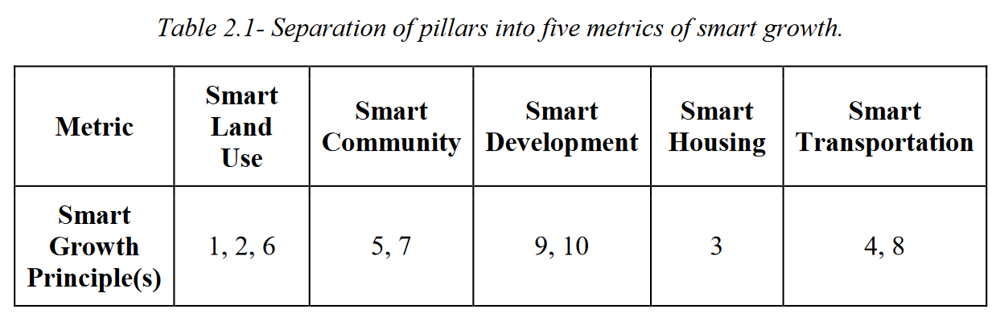 Table 2.1- Separation of pillars into five metrics of smart growth.
Metric
Smart
Land
Use
Smart
Community
Smart
Development
Smart
Housing
Smart
Transportation
Smart
Growth
Principle(s)
1, 2, 6
5, 7
9, 10
3
4, 8